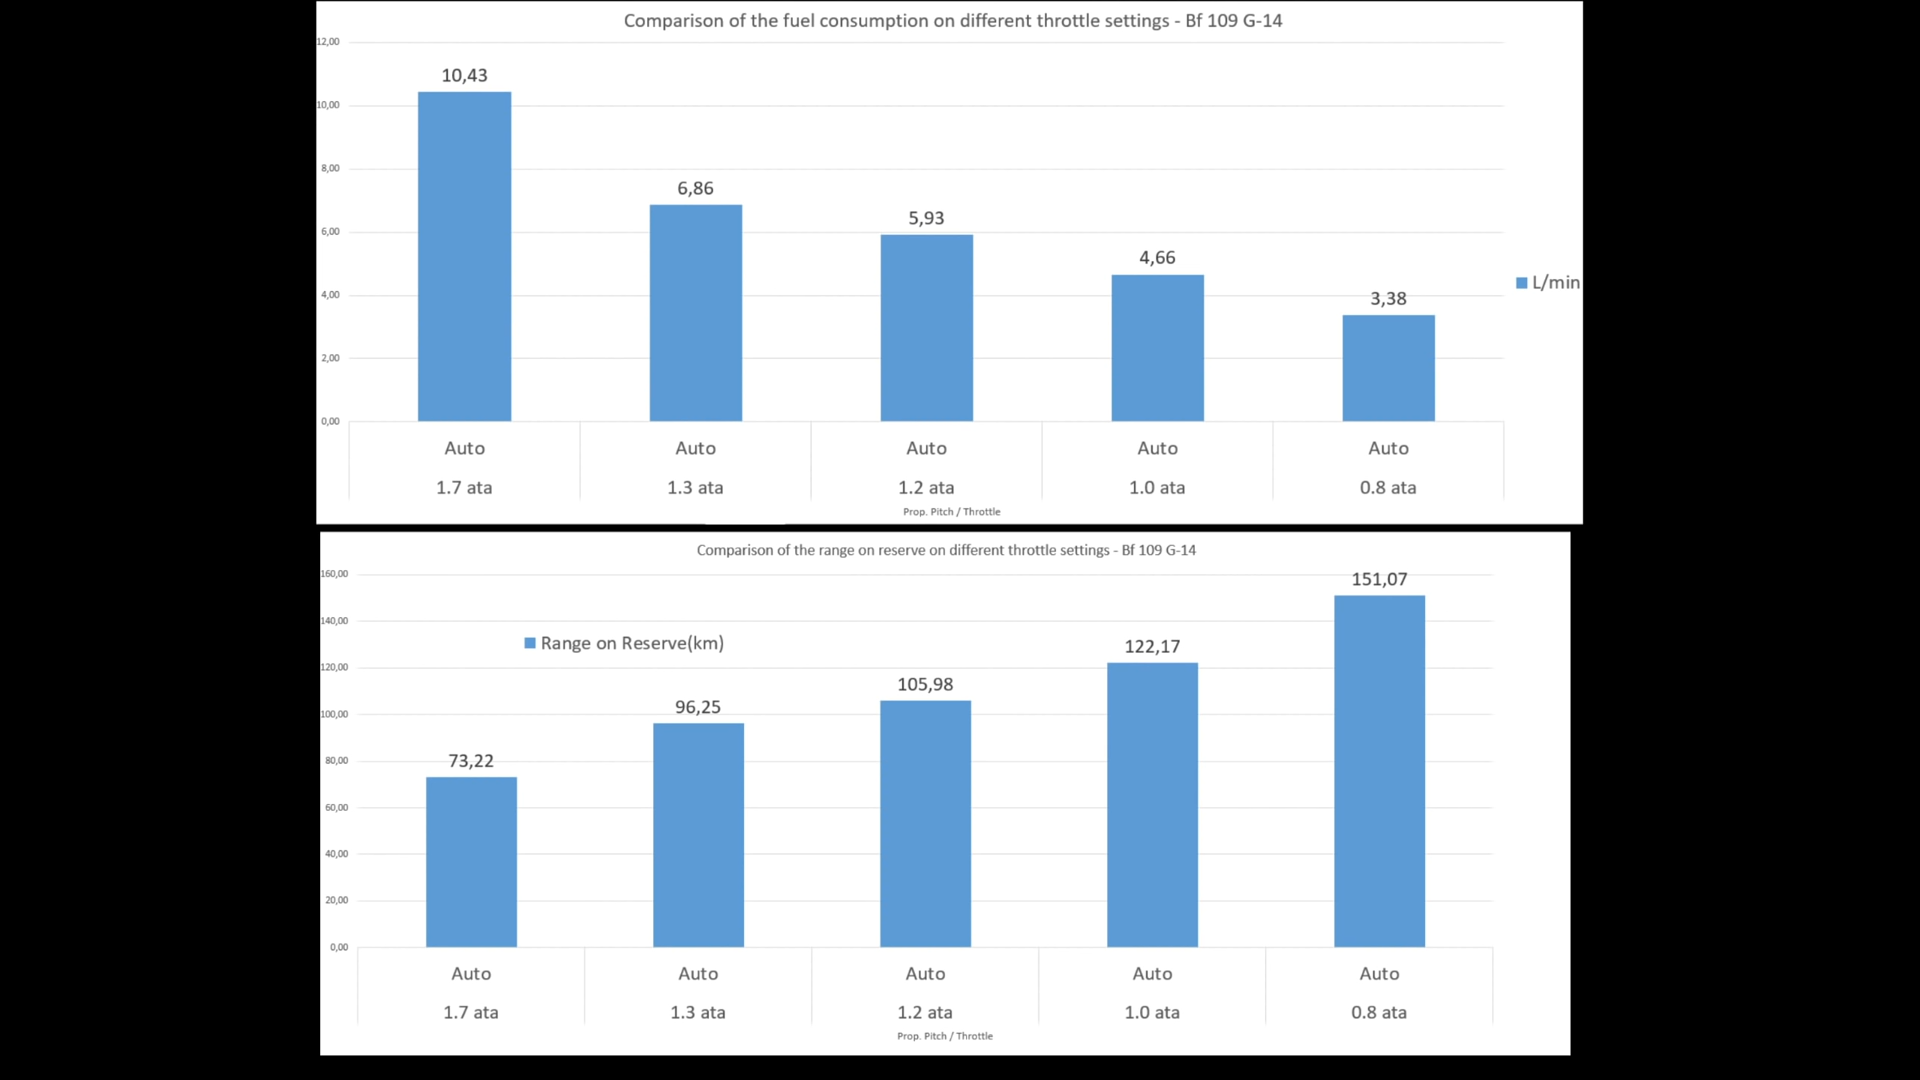 Comparison of the fuel consumption on different throttle settings - Bf 109 G-14
12,00
10,43
10,00
8,00
6,86
6,00
5,93
4,66
4,00
3,38
L/min
2,00
0,00
Auto Auto Auto Auto Auto
1.7 ata 1.3 ata 1.2 ata 1.0 ata 0.8 ata
Prop. Pitch / Throttle
Comparison of the range on reserve on different throttle settings - Bf 109 G-14
160,00
151,07
140,00
Range on Reserve(km)
122,17
120,00
105,98
100,00
96,25
80,00
73,22
60,00
40,00
20,00
0,00
Auto Auto Auto Auto Auto
1.7 ata 1.3 ata 1.2 ata 1.0 ata 0.8 ata
Prop. Pitch / Throttle